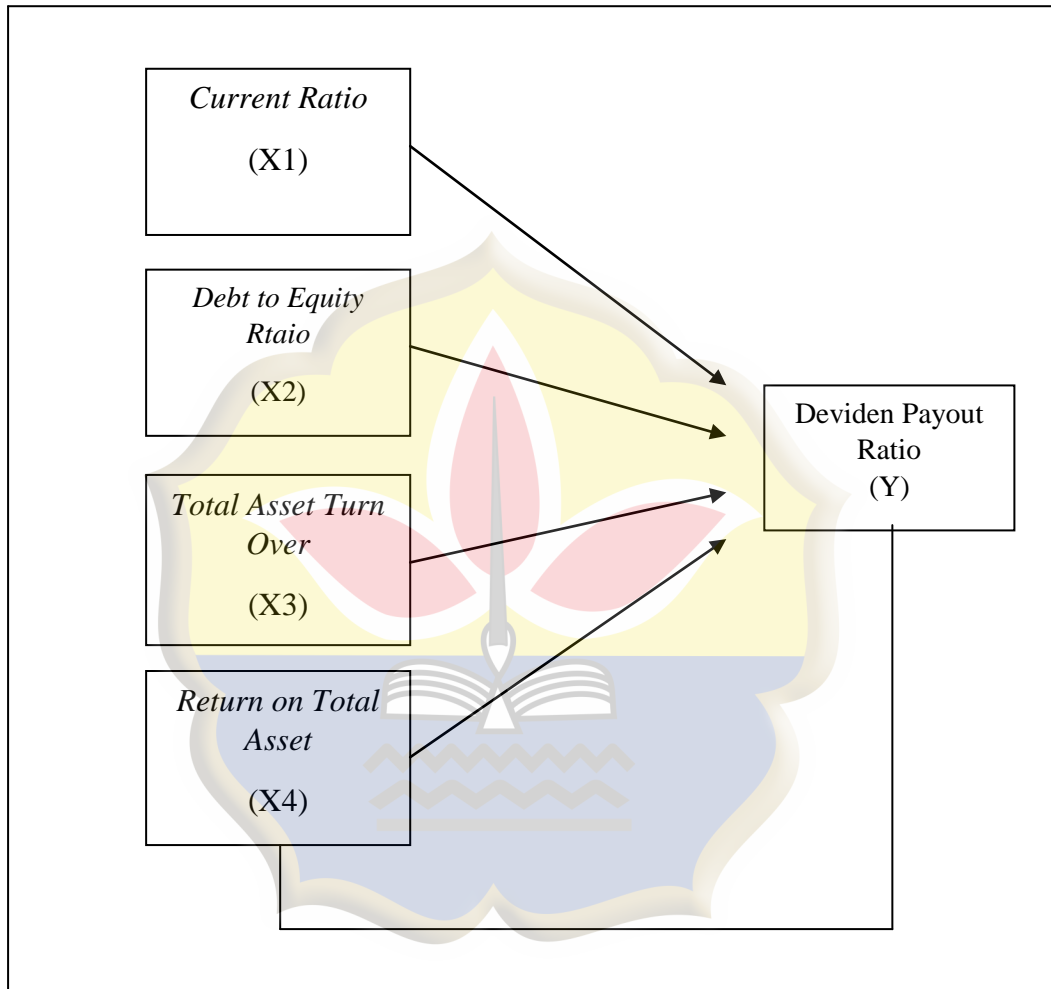 Current Ratio
(X1)
Debt to Equity
Rtaio
(X2)
Total Asset Turn
Over
(X3)
Return on Total
Asset
(X4)
Deviden Payout
Ratio
(Y)